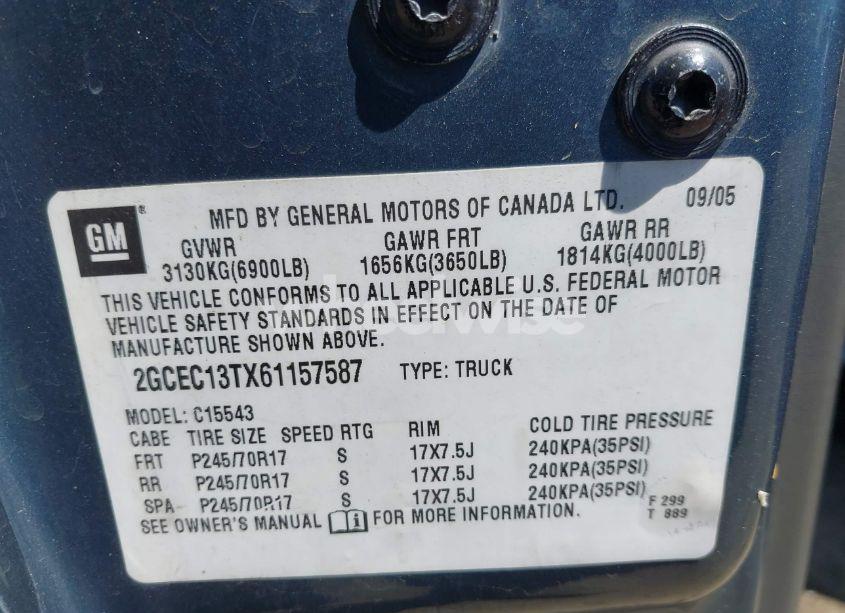 GM
MFD BY GENERAL MOTORS OF CANADA LTD. 09/05
GVWR GAWR FRT GAWR RR
3130KG(6900LB) 1656KG(3650LB) 1814KG(4000LB)
THIS VEHICLE CONFORMS TO ALL APPLICABLE U.S. FEDERAL MOTOR
VEHICLE SAFETY STANDARDS IN EFFECT ON THE DATE OF
MANUFACTURE SHOWN ABOVE.
2GCEC13TX61157587 TYPE: TRUCK
MODEL: C15543
CABE TIRE SIZE SPEED RTG RIM COLD TIRE PRESSURE
FRT P245/70R17 S 17X7.5J 240KPA(35PSI)
RR P245/70R17 S 17X7.5J 240KPA(35PSI)
SPA P245/70R17 S 17X7.5J 240KPA(35PSI)
SEE OWNER'S MANUAL FOR MORE INFORMATION.
F 299
T 889